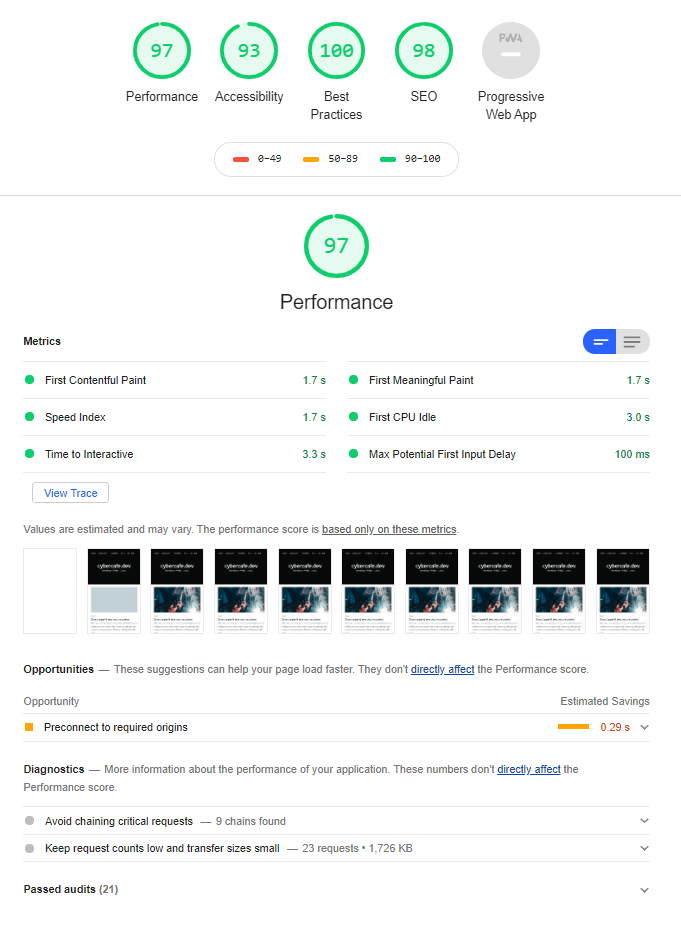 97 93 100 98 PWA
Performance Accessibility Best Practices SEO Progressive Web App
0–49 50–89 90–100
97
Performance
Metrics
First Contentful Paint 1.7 s First Meaningful Paint 1.7 s
Speed Index 1.7 s First CPU Idle 3.0 s
Time to Interactive 3.3 s Max Potential First Input Delay 100 ms
View Trace
Values are estimated and may vary. The performance score is based only on these metrics.
cybercafe.dev cybercafe.dev cybercafe.dev cybercafe.dev cybercafe.dev cybercafe.dev cybercafe.dev cybercafe.dev cybercafe.dev
Opportunities — These suggestions can help your page load faster. They don't directly affect the Performance score.
Opportunity Estimated Savings
Preconnect to required origins 0.29 s
Diagnostics — More information about the performance of your application. These numbers don't directly affect the
Performance score.
Avoid chaining critical requests — 9 chains found
Keep request counts low and transfer sizes small — 23 requests • 1,726 KB
Passed audits (21)